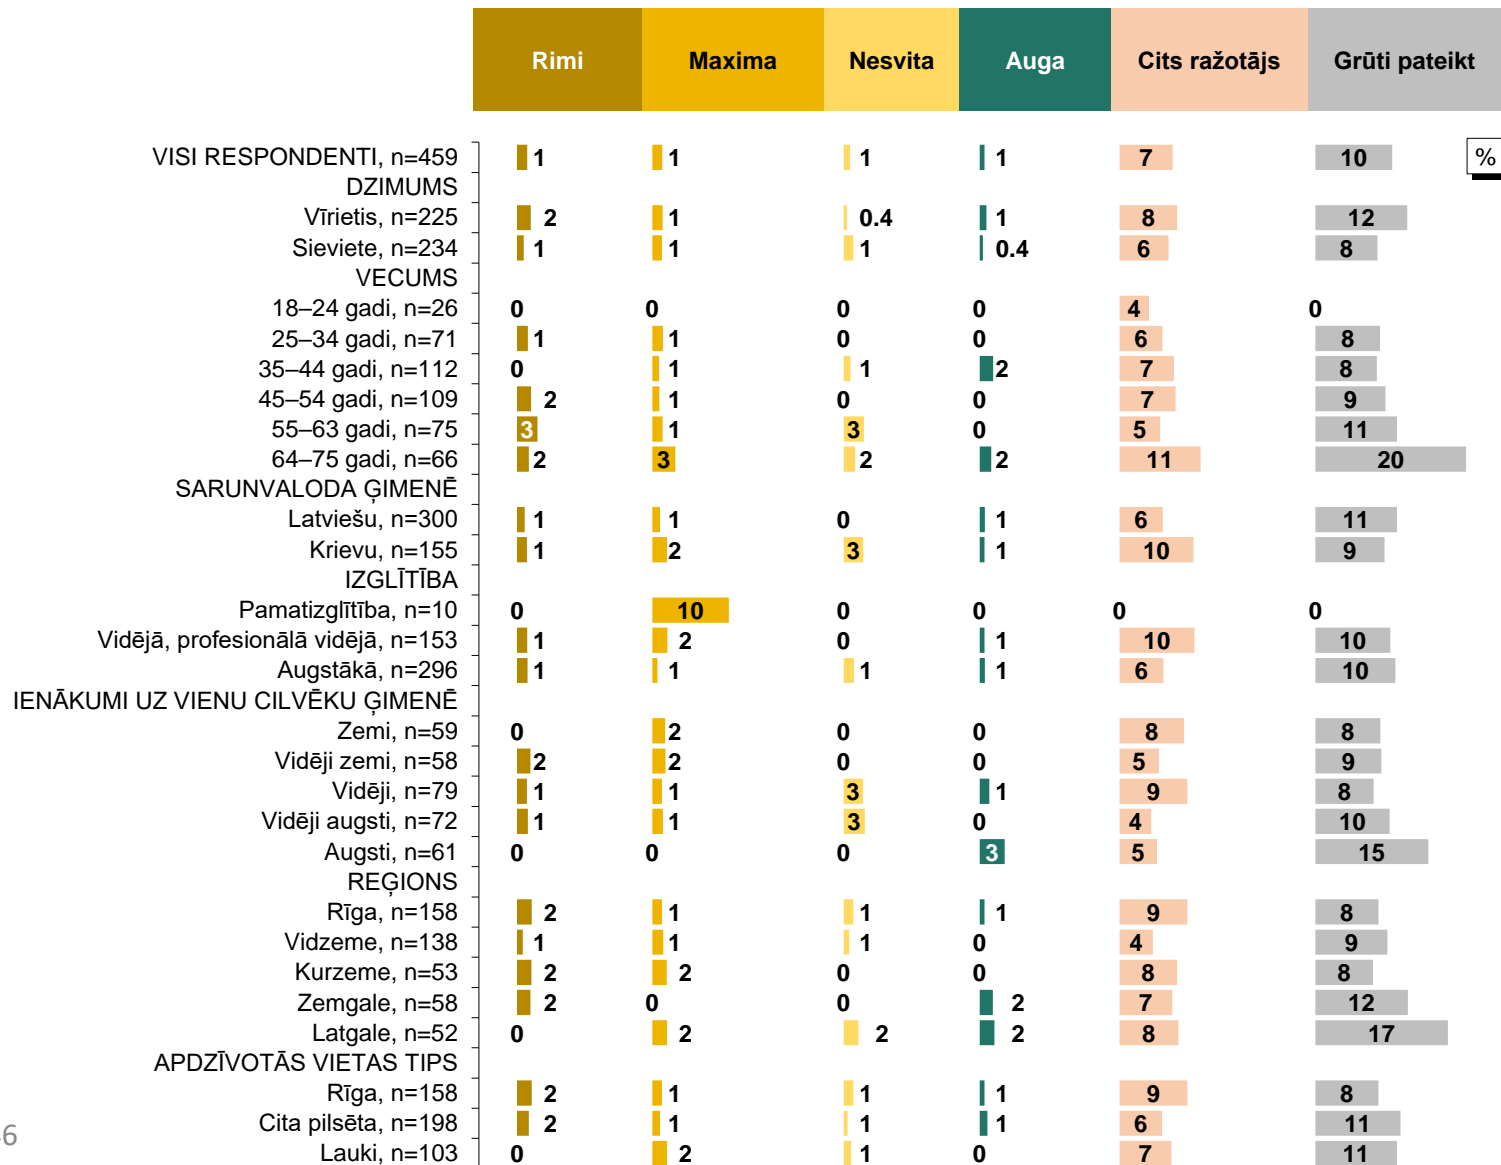 Rimi Maxima Nesvita Auga Cits ražotājs Grūti pateikt
VISI RESPONDENTI, n=459 1 1 1 1 7 10 %
DZIMUMS
Vīrietis, n=225 2 1 0.4 1 8 12
Sieviete, n=234 1 1 1 0.4 6 8
VECUMS
18–24 gadi, n=26 0 0 0 0 4 0
25–34 gadi, n=71 1 1 0 0 6 8
35–44 gadi, n=112 0 1 1 2 7 8
45–54 gadi, n=109 2 1 0 0 7 9
55–63 gadi, n=75 3 1 3 0 5 11
64–75 gadi, n=66 2 3 2 2 11 20
SARUNVALODA ĢIMENĒ
Latviešu, n=300 1 1 0 1 6 11
Krievu, n=155 1 2 3 1 10 9
IZGLĪTĪBA
Pamatizglītība, n=10 0 10 0 0 0 0
Vidējā, profesionālā vidējā, n=153 1 2 0 1 10 10
Augstākā, n=296 1 1 1 1 6 10
IENĀKUMI UZ VIENU CILVĒKU ĢIMENĒ
Zemi, n=59 0 2 0 0 8 8
Vidēji zemi, n=58 2 2 0 0 5 9
Vidēji, n=79 1 1 3 1 9 8
Vidēji augsti, n=72 1 1 3 0 4 10
Augsti, n=61 0 0 0 3 5 15
REĢIONS
Rīga, n=158 2 1 1 1 9 8
Vidzeme, n=138 1 1 1 0 4 9
Kurzeme, n=53 2 2 0 0 8 8
Zemgale, n=58 2 0 0 2 7 12
Latgale, n=52 0 2 2 2 8 17
APDZĪVOTĀS VIETAS TIPS
Rīga, n=158 2 1 1 1 9 8
Cita pilsēta, n=198 2 1 1 1 6 11
Lauki, n=103 0 2 1 0 7 11